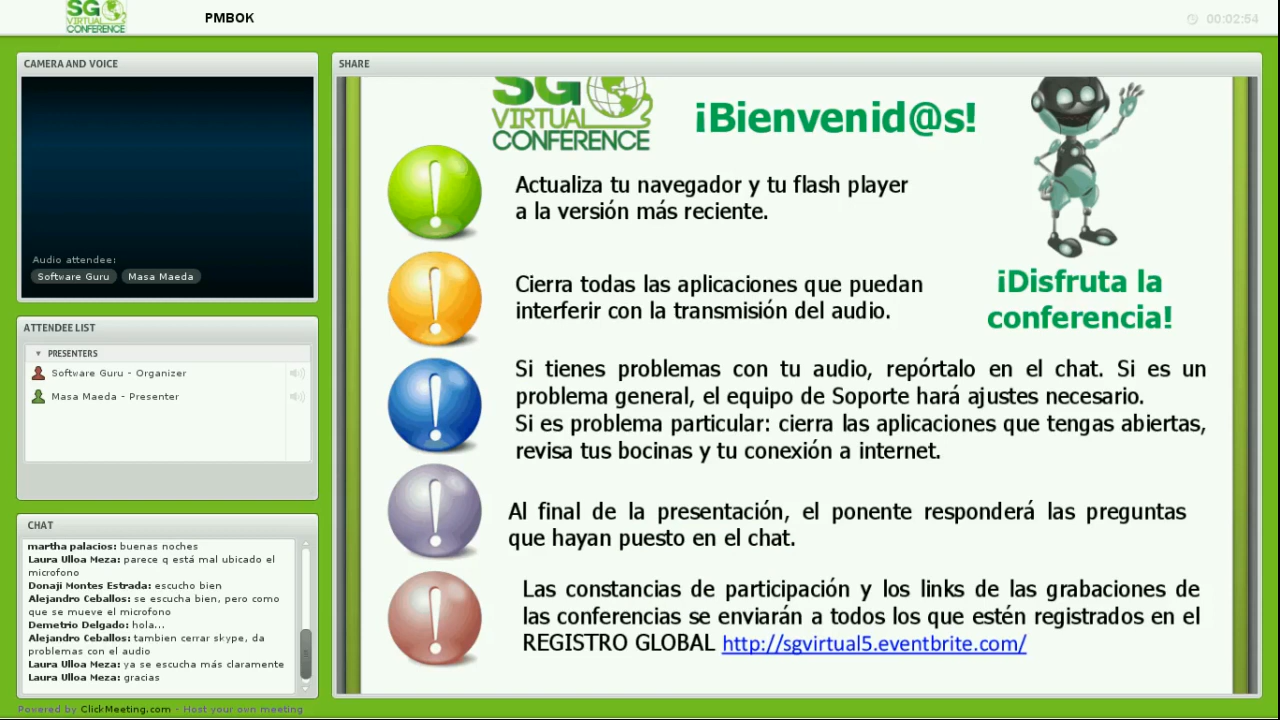 SG
VIRTUAL
CONFERENCE
PMBOK
00:02:54
CAMERA AND VOICE
Audio attendee:
Software Guru Masa Maeda
ATTENDEE LIST
PRESENTERS
Software Guru - Organizer
Masa Maeda - Presenter
CHAT
martha palacios: buenas noches
Laura Ulloa Meza: parece q está mal ubicado el
microfono
Donaji Montes Estrada: escucho bien
Alejandro Ceballos: se escucha bien, pero como
que se mueve el microfono
Demetrio Delgado: hola...
Alejandro Ceballos: tambien cerrar skype, da
problemas con el audio
Laura Ulloa Meza: ya se escucha más claramente
Laura Ulloa Meza: gracias
Powered by ClickMeeting.com - Host your own meeting
SHARE
SG
VIRTUAL
CONFERENCE
¡Bienvenid@s!
Actualiza tu navegador y tu flash player
a la versión más reciente.
Cierra todas las aplicaciones que puedan
interferir con la transmisión del audio.
¡Disfruta la
conferencia!
Si tienes problemas con tu audio, repórtalo en el chat. Si es un
problema general, el equipo de Soporte hará ajustes necesario.
Si es problema particular: cierra las aplicaciones que tengas abiertas,
revisa tus bocinas y tu conexión a internet.
Al final de la presentación, el ponente responderá las preguntas
que hayan puesto en el chat.
Las constancias de participación y los links de las grabaciones de
las conferencias se enviarán a todos los que estén registrados en el
REGISTRO GLOBAL http://sgvirtual5.eventbrite.com/